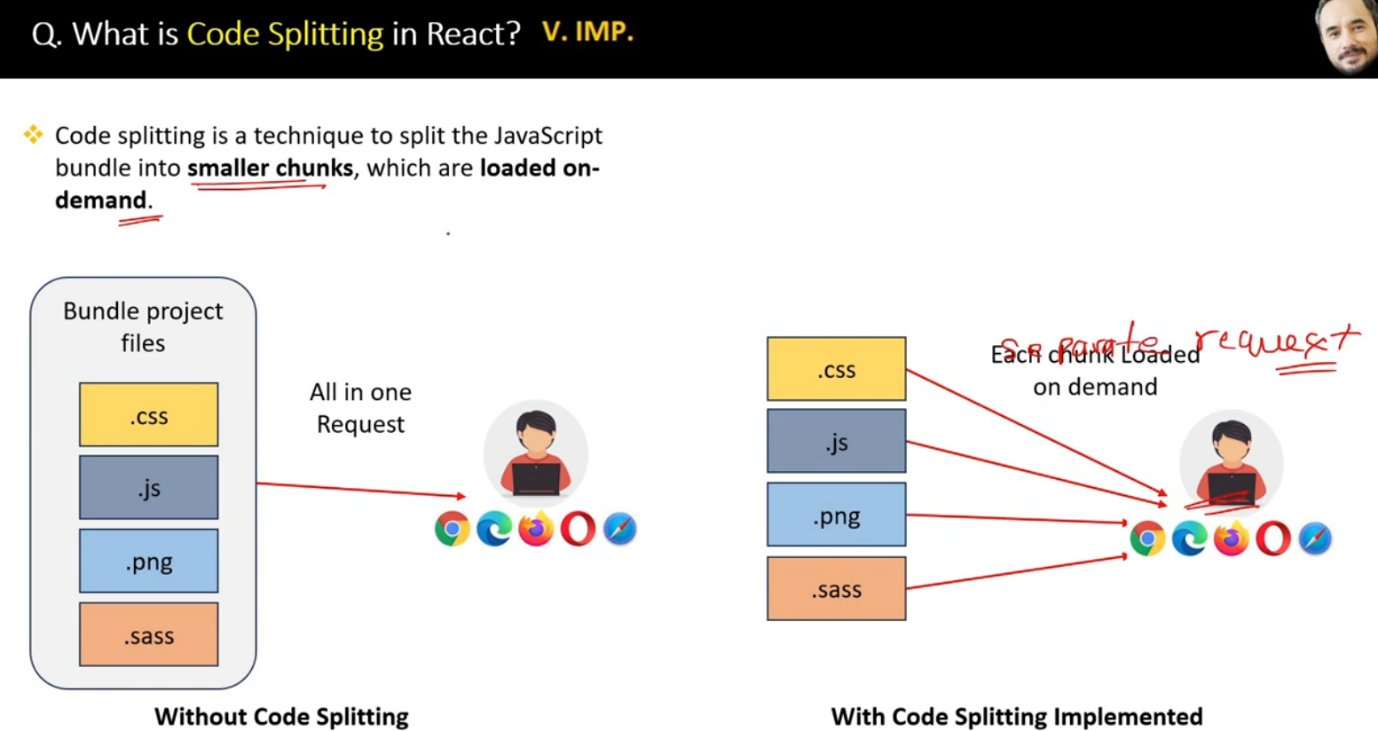 Q. What is Code Splitting in React? V. IMP.
❖ Code splitting is a technique to split the JavaScript
bundle into smaller chunks, which are loaded on-
demand.
Bundle project
files
.css
.js
.png
.sass
All in one
Request
Without Code Splitting
.css
.js
.png
.sass
separate request
Each chunk Loaded
on demand
With Code Splitting Implemented